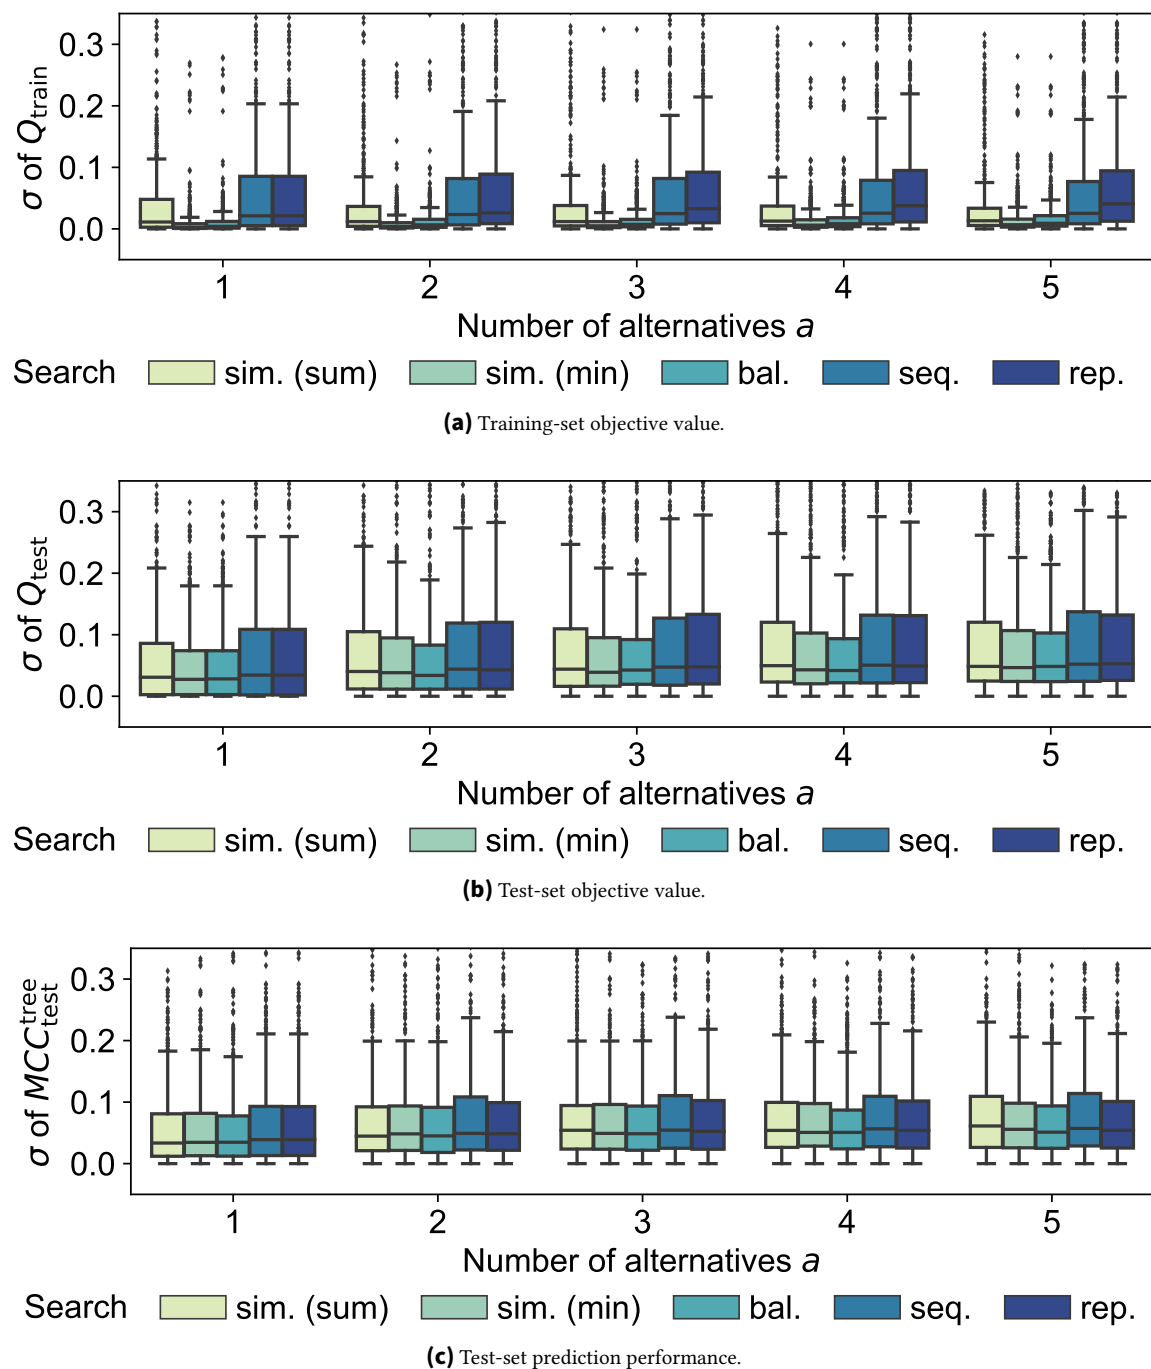 σ of Q_train
0.3
0.2
0.1
0.0
1 2 3 4 5
Number of alternatives a
Search sim. (sum) sim. (min) bal. seq. rep.
(a) Training-set objective value.
σ of Q_test
0.3
0.2
0.1
0.0
1 2 3 4 5
Number of alternatives a
Search sim. (sum) sim. (min) bal. seq. rep.
(b) Test-set objective value.
σ of MCC^tree_test
0.3
0.2
0.1
0.0
1 2 3 4 5
Number of alternatives a
Search sim. (sum) sim. (min) bal. seq. rep.
(c) Test-set prediction performance.